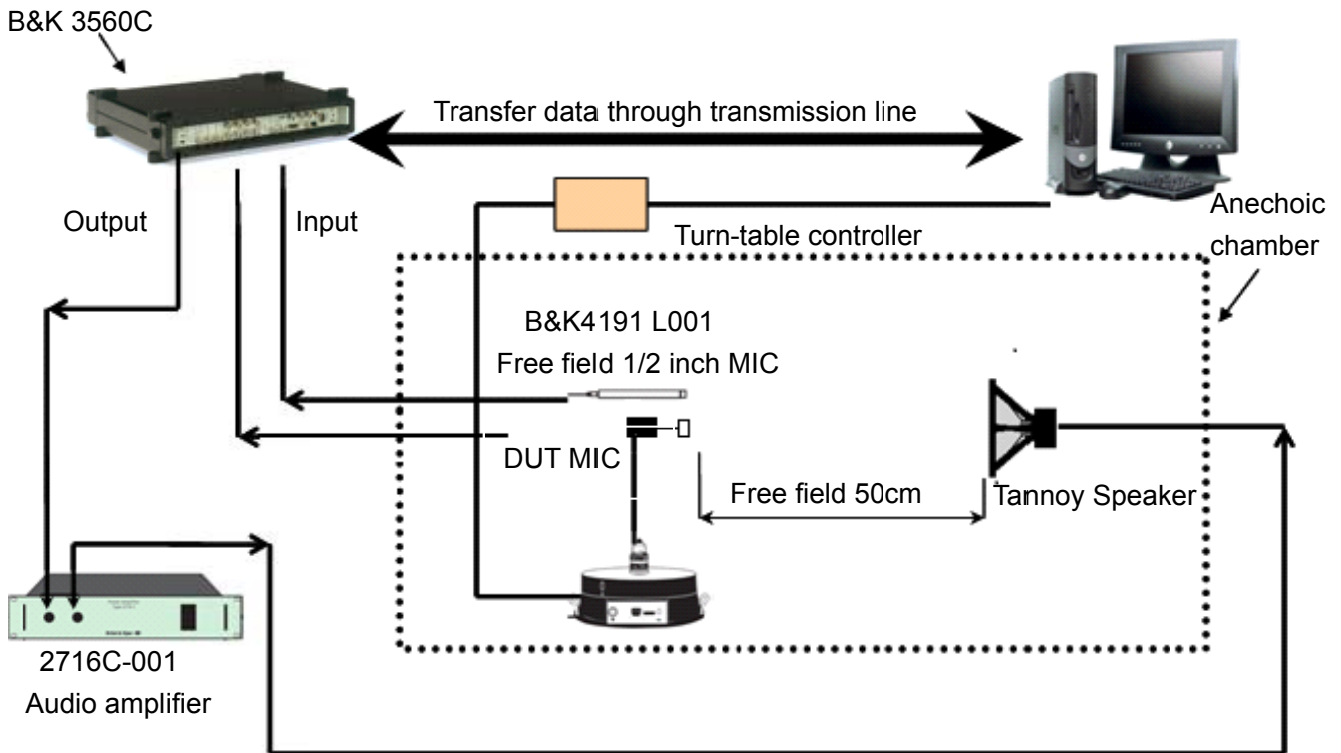 B&K 3560C
Transfer data through transmission line
Output
Input
Turn-table controller
Anechoic
chamber
B&K4191 L001
Free field 1/2 inch MIC
DUT MIC
Free field 50cm
Tannoy Speaker
2716C-001
Audio amplifier